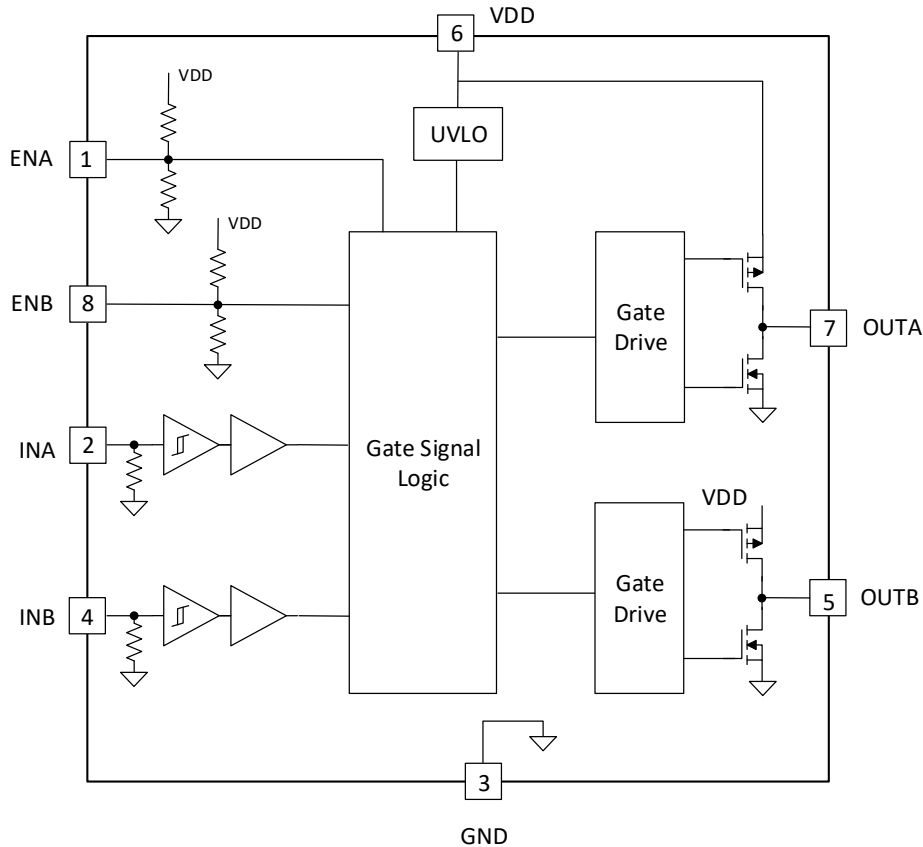 VDD
6
VDD
UVLO
ENA
1
VDD
ENB
8
Gate
Drive
7
OUTA
INA
2
Gate Signal
Logic
VDD
INB
4
Gate
Drive
5
OUTB
3
GND